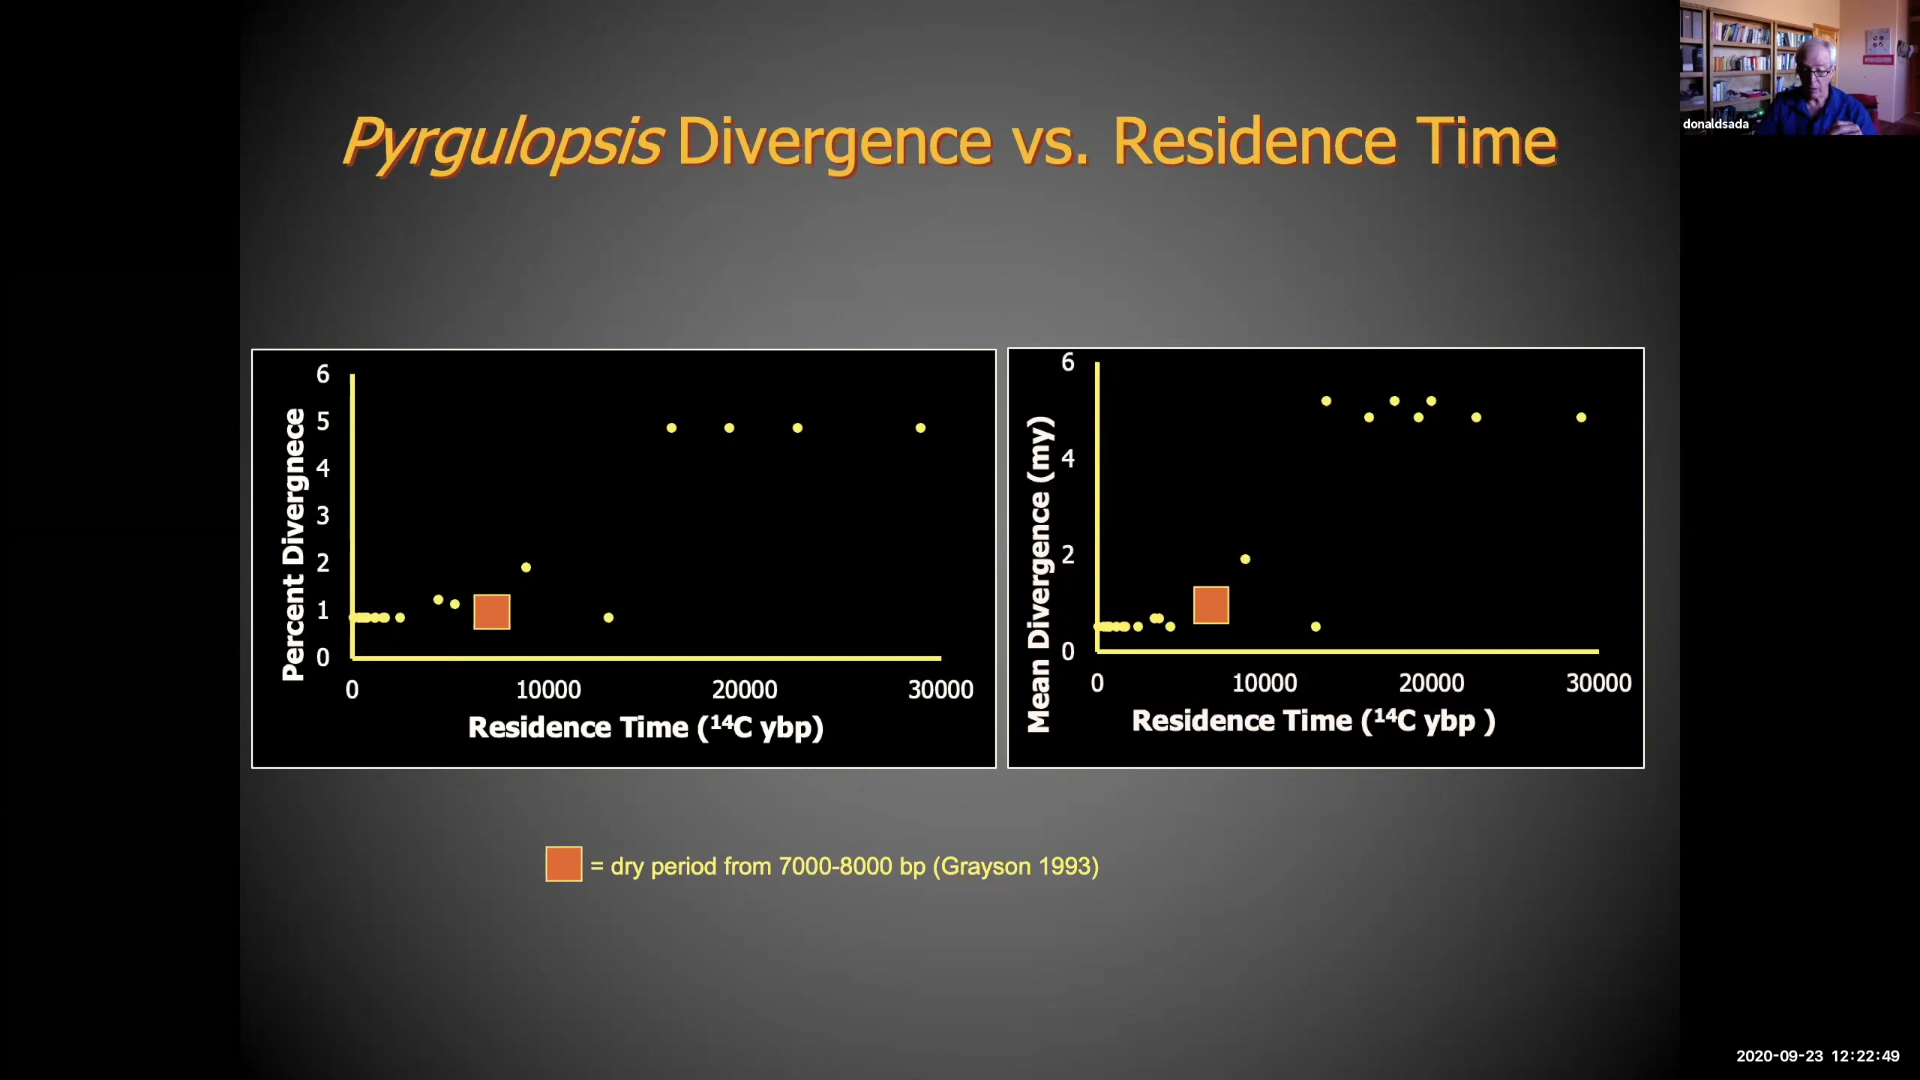 donaldsada
Pyrgulopsis Divergence vs. Residence Time
Percent Divergnece
6
5
4
3
2
1
0
0 10000 20000 30000
Residence Time (¹⁴C ybp)
Mean Divergence (my)
6
4
2
0
0 10000 20000 30000
Residence Time (¹⁴C ybp )
= dry period from 7000-8000 bp (Grayson 1993)
2020-09-23 12:22:49